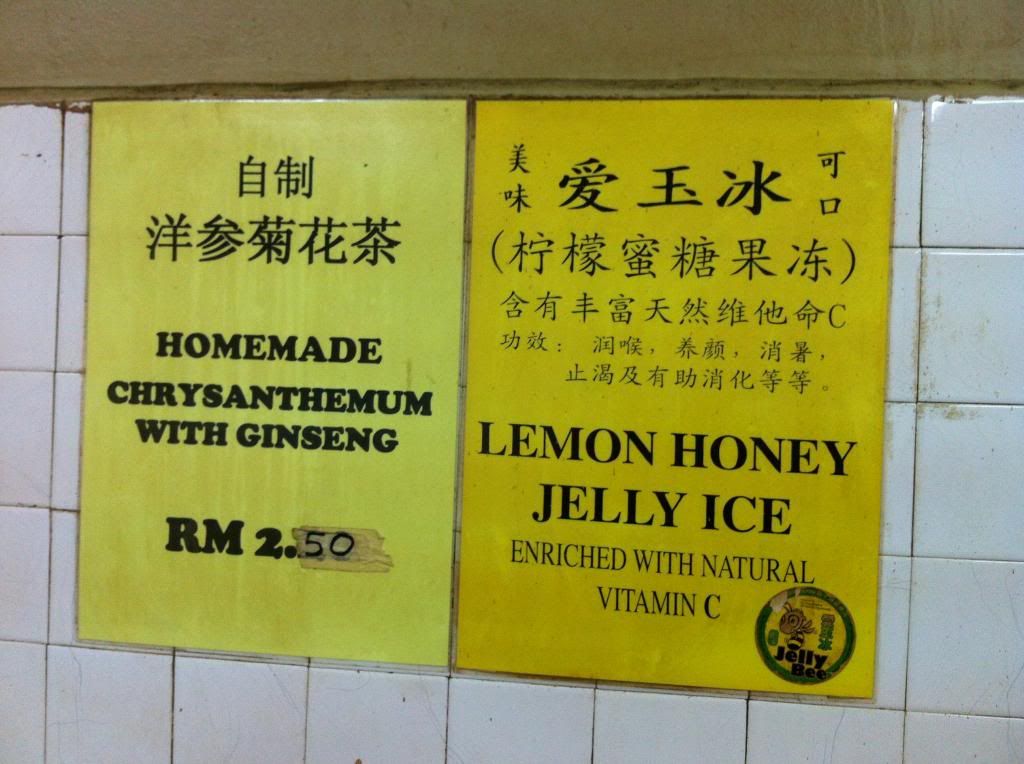 自制
洋参菊花茶
HOMEMADE
CHRYSANTHEMUM
WITH GINSENG
RM 2.50
美味
爱玉冰
可口
(柠檬蜜糖果冻)
含有丰富天然维他命C
功效：润喉，养颜，消暑，
止渴及有助消化等等。
LEMON HONEY
JELLY ICE
ENRICHED WITH NATURAL
VITAMIN C
Jelly
Bee